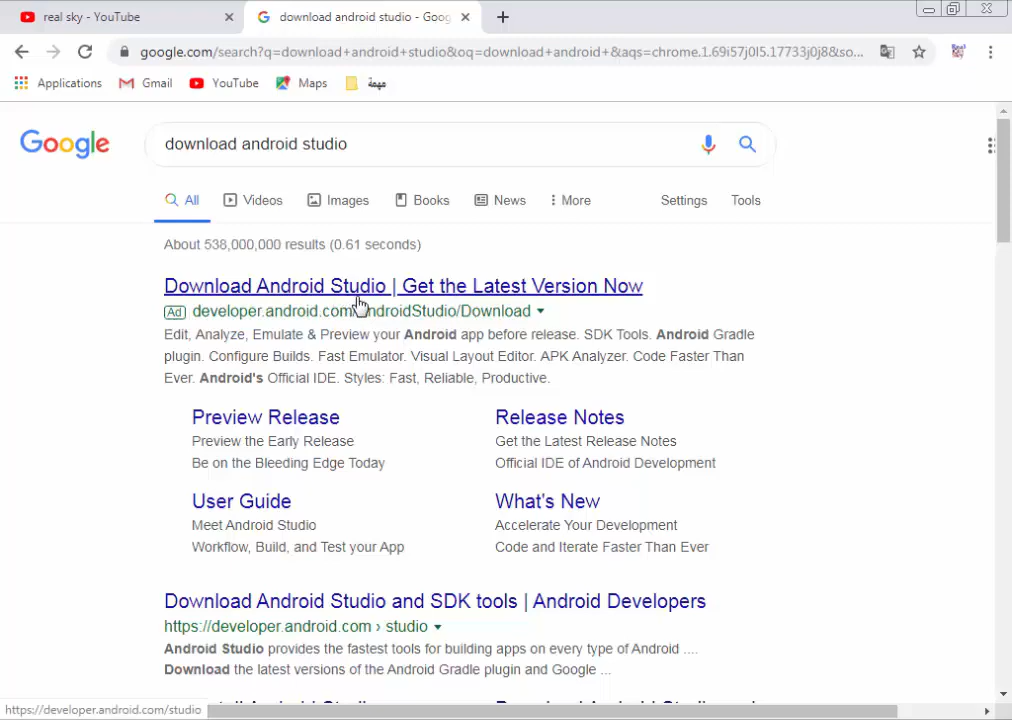 real sky - YouTube
download android studio - Goog
google.com/search?q=download+android+studio&oq=download+android+&aqs=chrome.1.69i57j0l5.17733j0j8&so...
Applications Gmail YouTube Maps مهمة
Google download android studio
All Videos Images Books News More Settings Tools
About 538,000,000 results (0.61 seconds)
Download Android Studio | Get the Latest Version Now
Ad developer.android.com/AndroidStudio/Download
Edit, Analyze, Emulate & Preview your Android app before release. SDK Tools. Android Gradle
plugin. Configure Builds. Fast Emulator. Visual Layout Editor. APK Analyzer. Code Faster Than
Ever. Android's Official IDE. Styles: Fast, Reliable, Productive.
Preview Release
Preview the Early Release
Be on the Bleeding Edge Today
Release Notes
Get the Latest Release Notes
Official IDE of Android Development
User Guide
Meet Android Studio
Workflow, Build, and Test your App
What's New
Accelerate Your Development
Code and Iterate Faster Than Ever
Download Android Studio and SDK tools | Android Developers
https://developer.android.com › studio
Android Studio provides the fastest tools for building apps on every type of Android ....
Download the latest versions of the Android Gradle plugin and Google ...
https://developer.android.com/studio